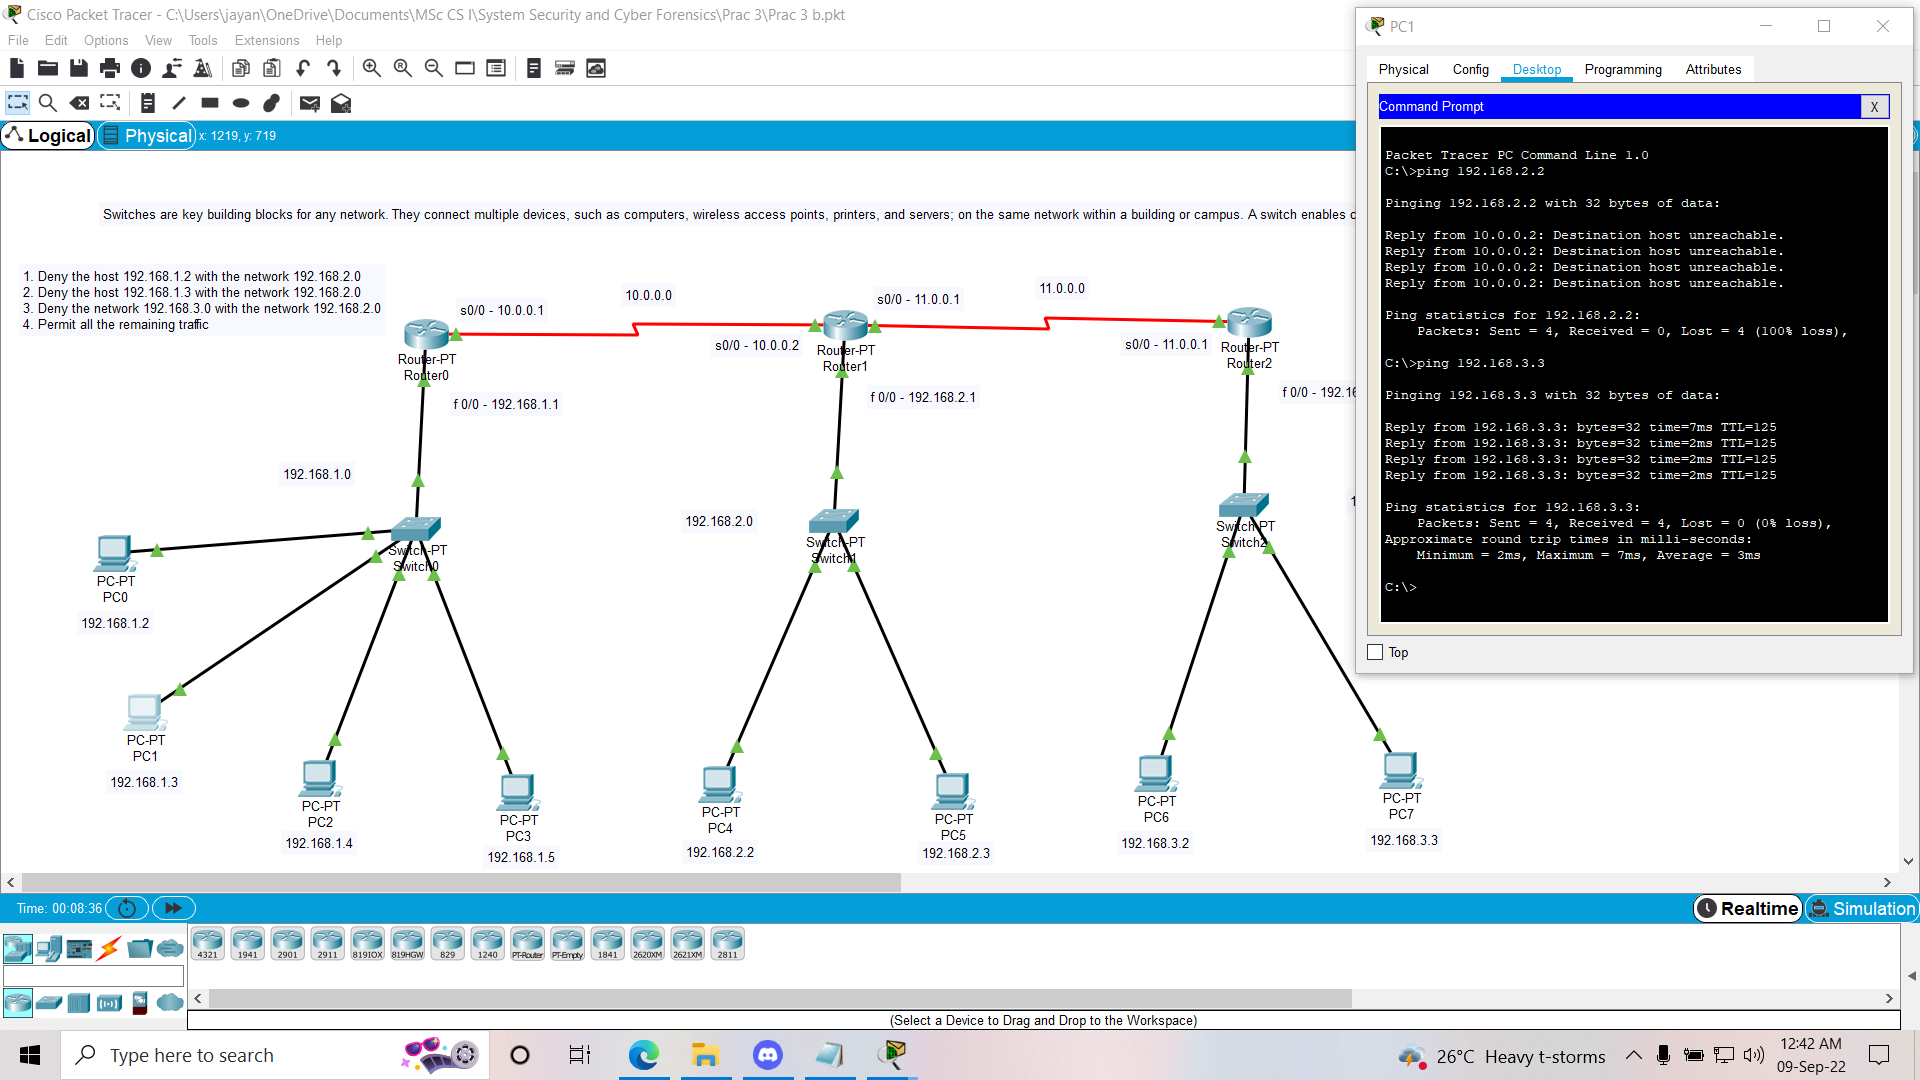 Cisco Packet Tracer - C:\Users\jayan\OneDrive\Documents\MSc CS I\System Security and Cyber Forensics\Prac 3\Prac 3 b.pkt
File Edit Options View Tools Extensions Help
Logical Physical x: 1219, y: 719
Switches are key building blocks for any network. They connect multiple devices, such as computers, wireless access points, printers, and servers; on the same network within a building or campus. A switch enables c
1. Deny the host 192.168.1.2 with the network 192.168.2.0
2. Deny the host 192.168.1.3 with the network 192.168.2.0
3. Deny the network 192.168.3.0 with the network 192.168.2.0
4. Permit all the remaining traffic
s0/0 - 10.0.0.1
10.0.0.0
s0/0 - 11.0.0.1
11.0.0.0
s0/0 - 10.0.0.2
s0/0 - 11.0.0.1
Router-PT
Router0
Router-PT
Router1
Router-PT
Router2
f 0/0 - 192.168.1.1
f 0/0 - 192.168.2.1
f 0/0 - 192.16
192.168.1.0
192.168.2.0
1
Switch-PT
Switch0
Switch-PT
Switch1
Switch-PT
Switch2
PC-PT
PC0
192.168.1.2
PC-PT
PC1
192.168.1.3
PC-PT
PC2
192.168.1.4
PC-PT
PC3
192.168.1.5
PC-PT
PC4
192.168.2.2
PC-PT
PC5
192.168.2.3
PC-PT
PC6
192.168.3.2
PC-PT
PC7
192.168.3.3
PC1
Physical Config Desktop Programming Attributes
Command Prompt X
Packet Tracer PC Command Line 1.0
C:\>ping 192.168.2.2
Pinging 192.168.2.2 with 32 bytes of data:
Reply from 10.0.0.2: Destination host unreachable.
Reply from 10.0.0.2: Destination host unreachable.
Reply from 10.0.0.2: Destination host unreachable.
Reply from 10.0.0.2: Destination host unreachable.
Ping statistics for 192.168.2.2:
Packets: Sent = 4, Received = 0, Lost = 4 (100% loss),
C:\>ping 192.168.3.3
Pinging 192.168.3.3 with 32 bytes of data:
Reply from 192.168.3.3: bytes=32 time=7ms TTL=125
Reply from 192.168.3.3: bytes=32 time=2ms TTL=125
Reply from 192.168.3.3: bytes=32 time=2ms TTL=125
Reply from 192.168.3.3: bytes=32 time=2ms TTL=125
Ping statistics for 192.168.3.3:
Packets: Sent = 4, Received = 4, Lost = 0 (0% loss),
Approximate round trip times in milli-seconds:
Minimum = 2ms, Maximum = 7ms, Average = 3ms
C:\>
Top
Time: 00:08:36
Realtime Simulation
4321 1941 2901 2911 819IOX 819HGW 829 1240 PT-Router PT-Empty 1841 2620XM 2621XM 2811
(Select a Device to Drag and Drop to the Workspace)
Type here to search
26°C Heavy t-storms
12:42 AM
09-Sep-22